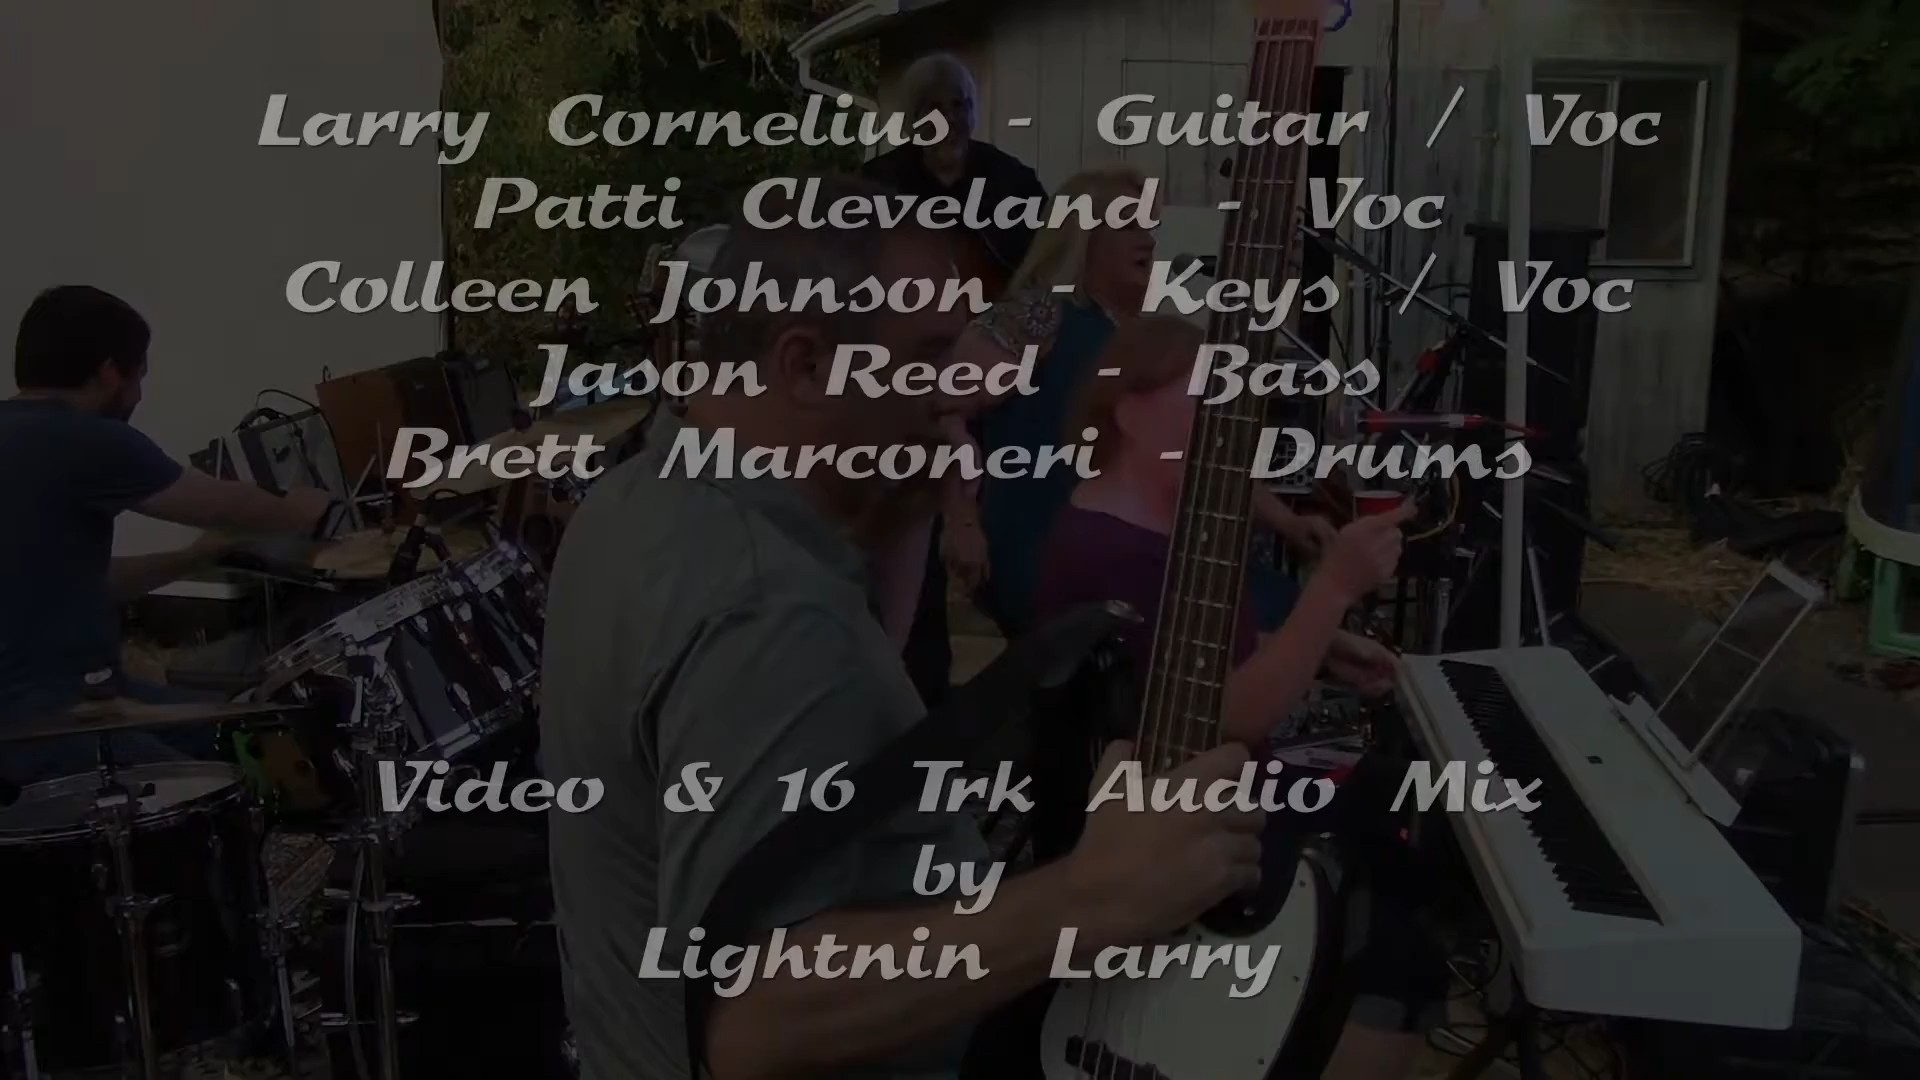 Larry Cornelius - Guitar / Voc
Patti Cleveland - Voc
Colleen Johnson - Keys / Voc
Jason Reed - Bass
Brett Marconeri - Drums
Video & 16 Trk Audio Mix
by
Lightnin Larry